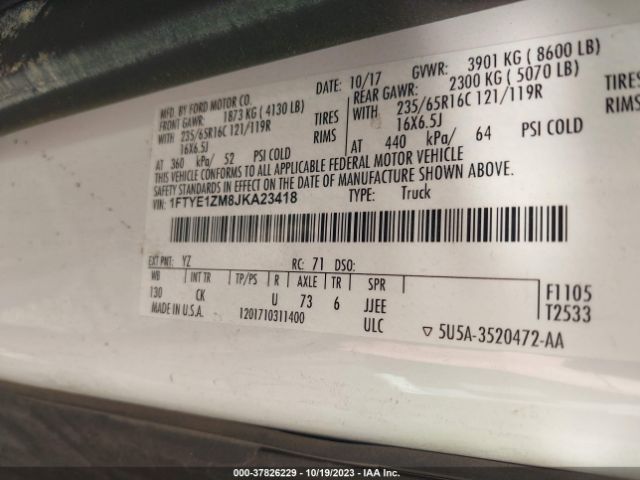 MFD. BY FORD MOTOR CO. 10/17 GVWR: 3901 KG ( 8600 LB)
FRONT GAWR: 1873 KG ( 4130 LB) REAR GAWR: 2300 KG ( 5070 LB)
WITH 235/65R16C 121/119R TIRES WITH 235/65R16C 121/119R TIRES
16X6.5J RIMS 16X6.5J RIMS
AT 360 kPa/ 52 PSI COLD AT 440 kPa/ 64 PSI COLD
THIS VEHICLE CONFORMS TO ALL APPLICABLE FEDERAL MOTOR VEHICLE
SAFETY STANDARDS IN EFFECT ON THE DATE OF MANUFACTURE SHOWN ABOVE.
VIN: 1FTYE1ZM8JKA23418 TYPE: Truck
EXT PNT: YZ RC: 71 DSO:
WB INT TR TP/PS R AXLE TR SPR
130 CK U 73 6 JJEE F1105
MADE IN U.S.A. 1201710311400 ULC T2533
▽ 5U5A-3520472-AA
000-37826229 - 10/19/2023 - IAA Inc.